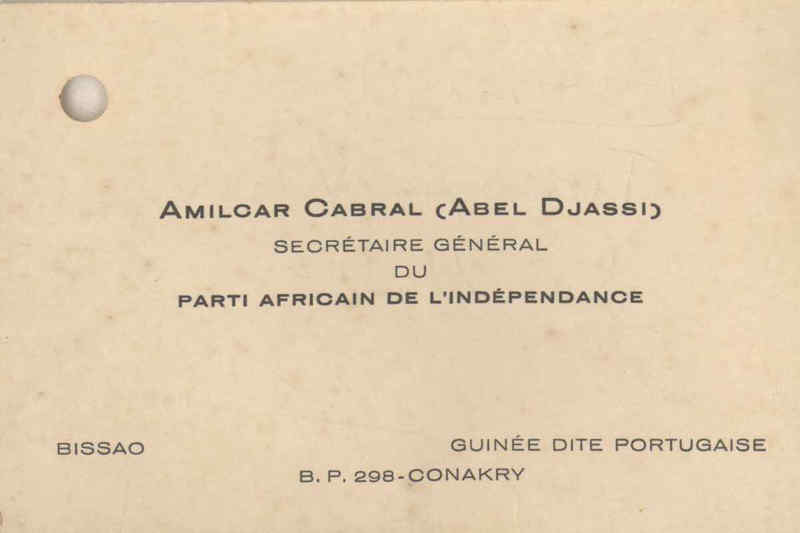 AMILCAR CABRAL (ABEL DJASSI)
SECRÉTAIRE GÉNÉRAL
DU
PARTI AFRICAIN DE L'INDÉPENDANCE
BISSAO
GUINÉE DITE PORTUGAISE
B. P. 298-CONAKRY